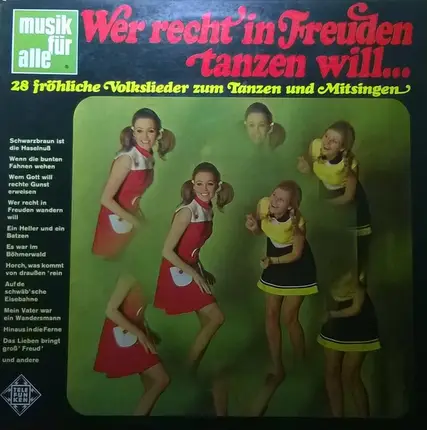 musik
für
alle
Wer recht in Freuden
tanzen will...
28 fröhliche Volkslieder zum Tanzen und Mitsingen
Schwarzbraun ist
die Haselnuß
Wenn die bunten
Fahnen wehen
Wem Gott will
rechte Gunst
erweisen
Wer recht in
Freuden wandern
will
Ein Heller und ein
Batzen
Es war im
Böhmerwald
Horch, was kommt
von draußen 'rein
Auf de
schwäb'sche
Eisebahne
Mein Vater war
ein Wandersmann
Hinaus in die Ferne
Das Lieben bringt
groß' Freud'
und andere
TELE
FUN
KEN